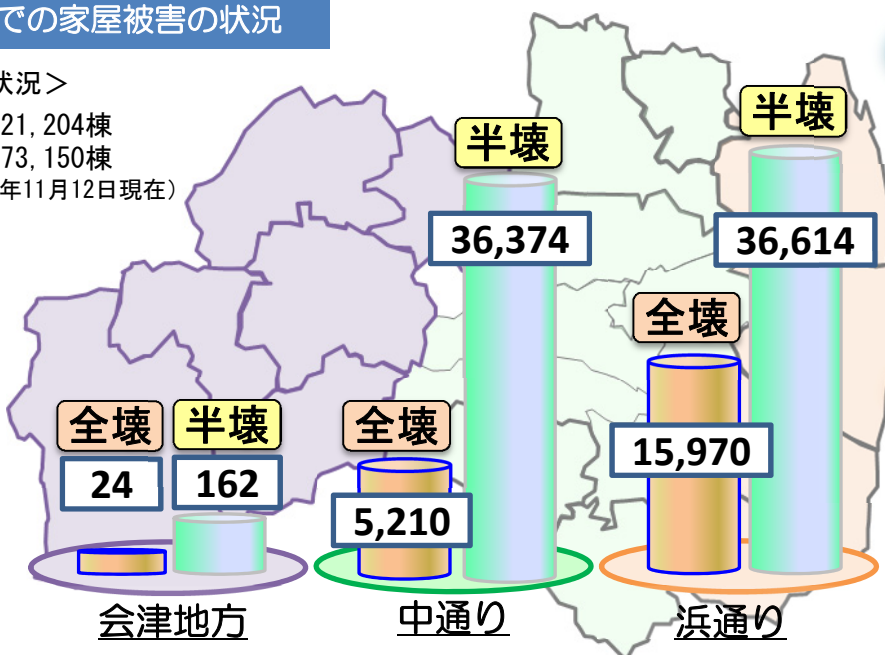 での家屋被害の状況
状況＞
21,204棟
73,150棟
年11月12日現在）
半壊
半壊
36,374
36,614
全壊
全壊
半壊
全壊
24
162
5,210
15,970
会津地方
中通り
浜通り